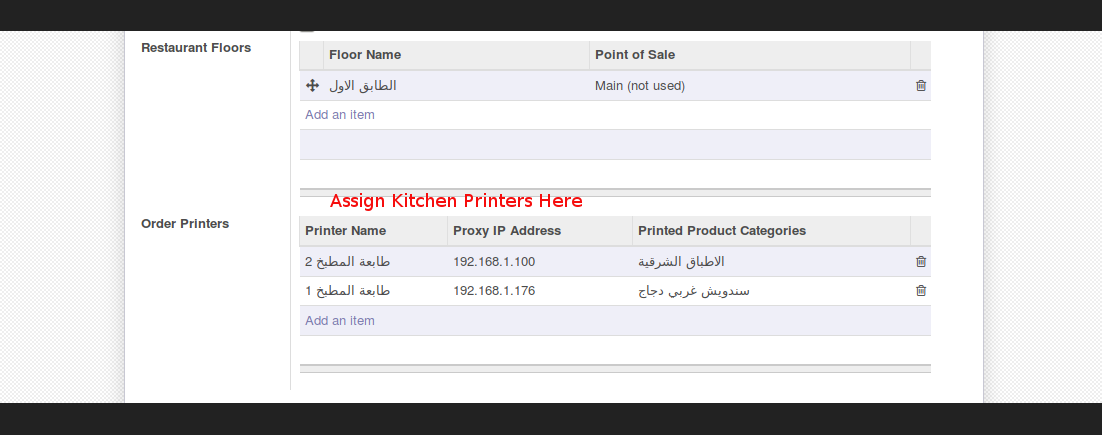 Restaurant Floors
Floor Name Point of Sale
الطابق الاول Main (not used)
Add an item
Assign Kitchen Printers Here
Order Printers
Printer Name Proxy IP Address Printed Product Categories
طابعة المطبخ 2 192.168.1.100 الاطباق الشرقية
طابعة المطبخ 1 192.168.1.176 سندويش غربي دجاج
Add an item